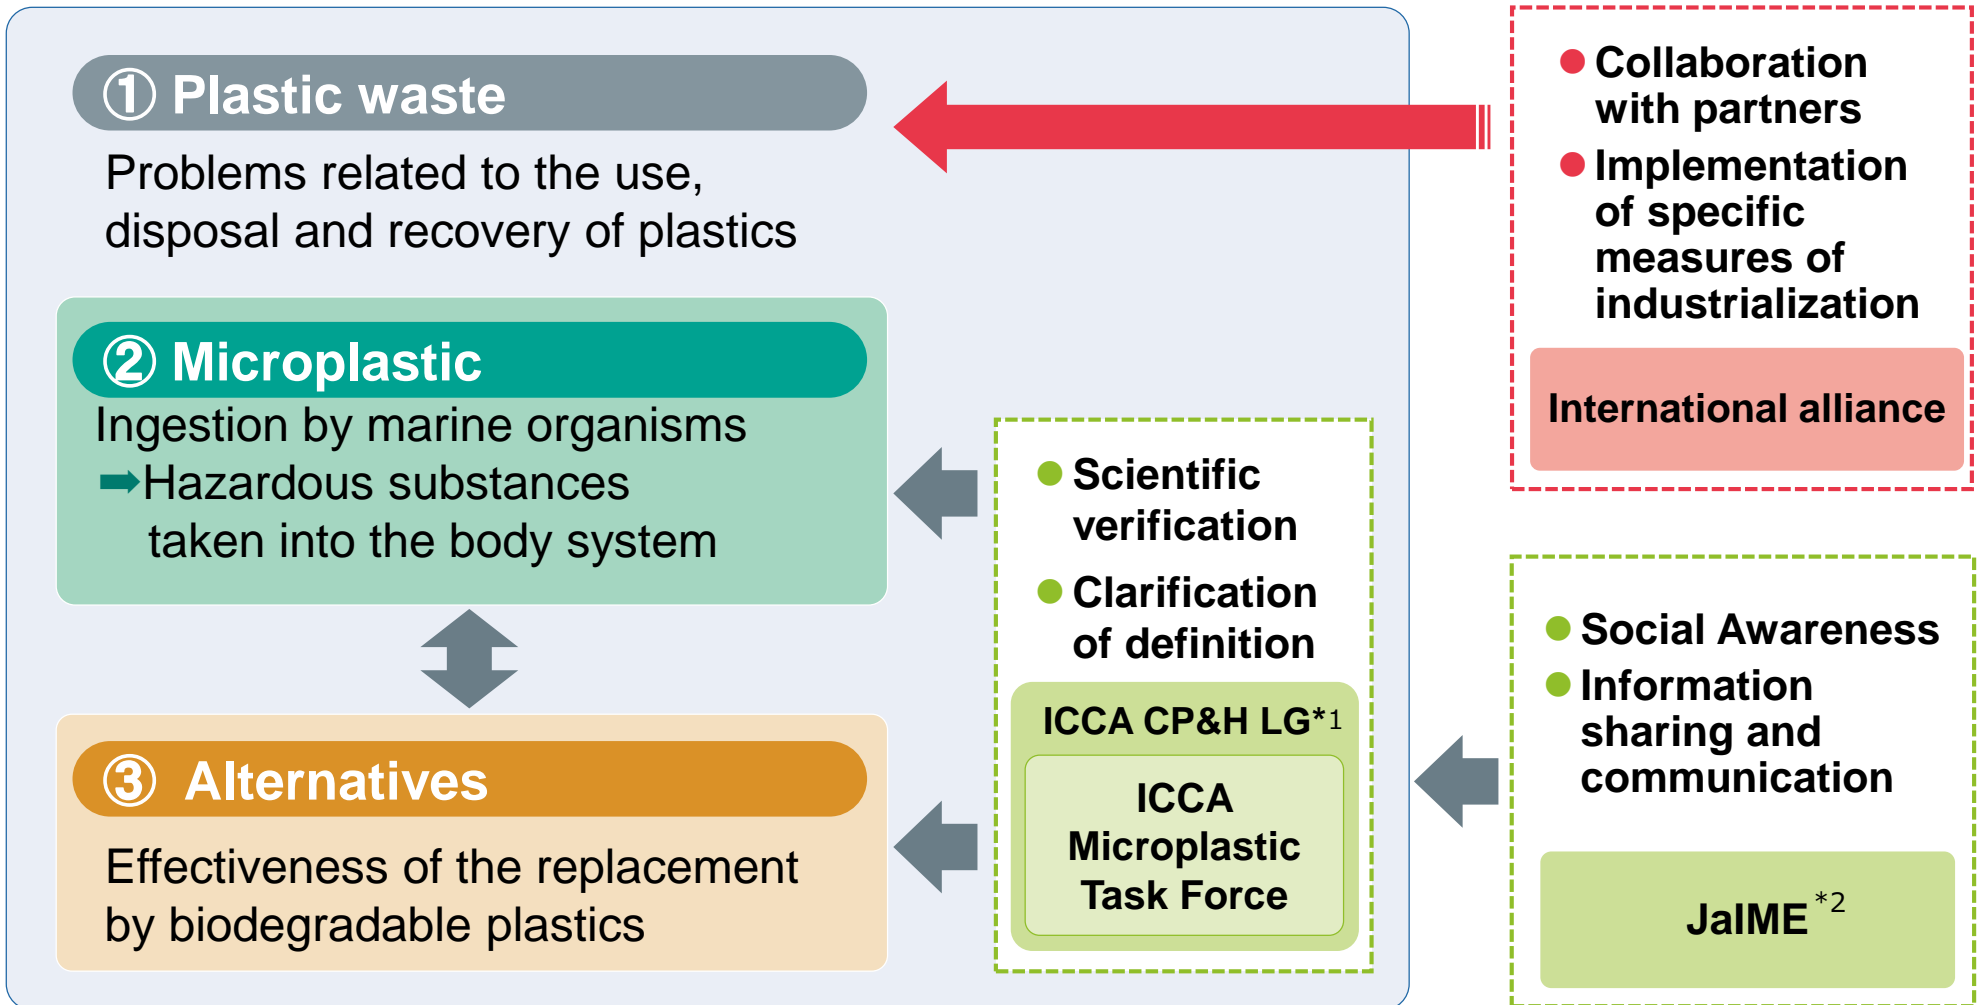 ① Plastic waste
Problems related to the use,
disposal and recovery of plastics
② Microplastic
Ingestion by marine organisms
➡Hazardous substances
taken into the body system
③ Alternatives
Effectiveness of the replacement
by biodegradable plastics
● Scientific
verification
● Clarification
of definition
ICCA CP&H LG*1
ICCA
Microplastic
Task Force
● Collaboration
with partners
● Implementation
of specific
measures of
industrialization
International alliance
● Social Awareness
● Information
sharing and
communication
JaIME *2